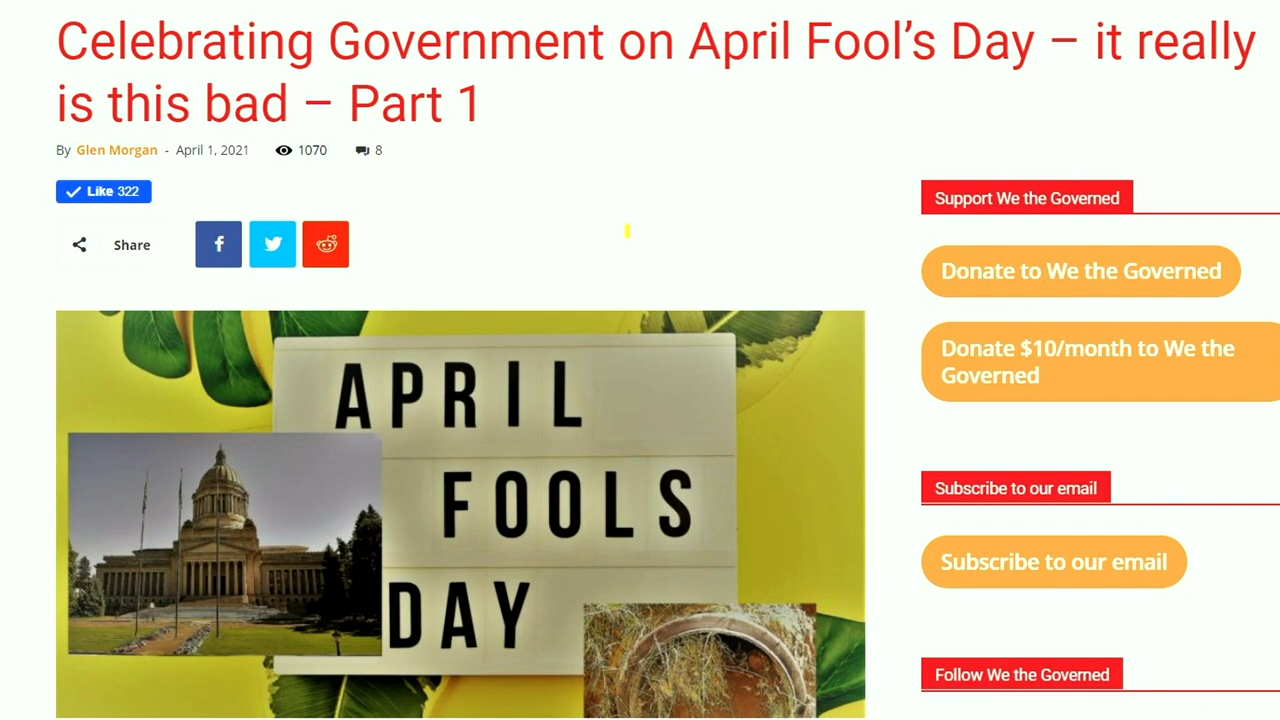 Celebrating Government on April Fool’s Day – it really
is this bad – Part 1
By Glen Morgan - April 1, 2021 1070 8
Like 322
Share
Support We the Governed
Donate to We the Governed
Donate $10/month to We the
Governed
APRIL
FOOLS
DAY
Subscribe to our email
Subscribe to our email
Follow We the Governed